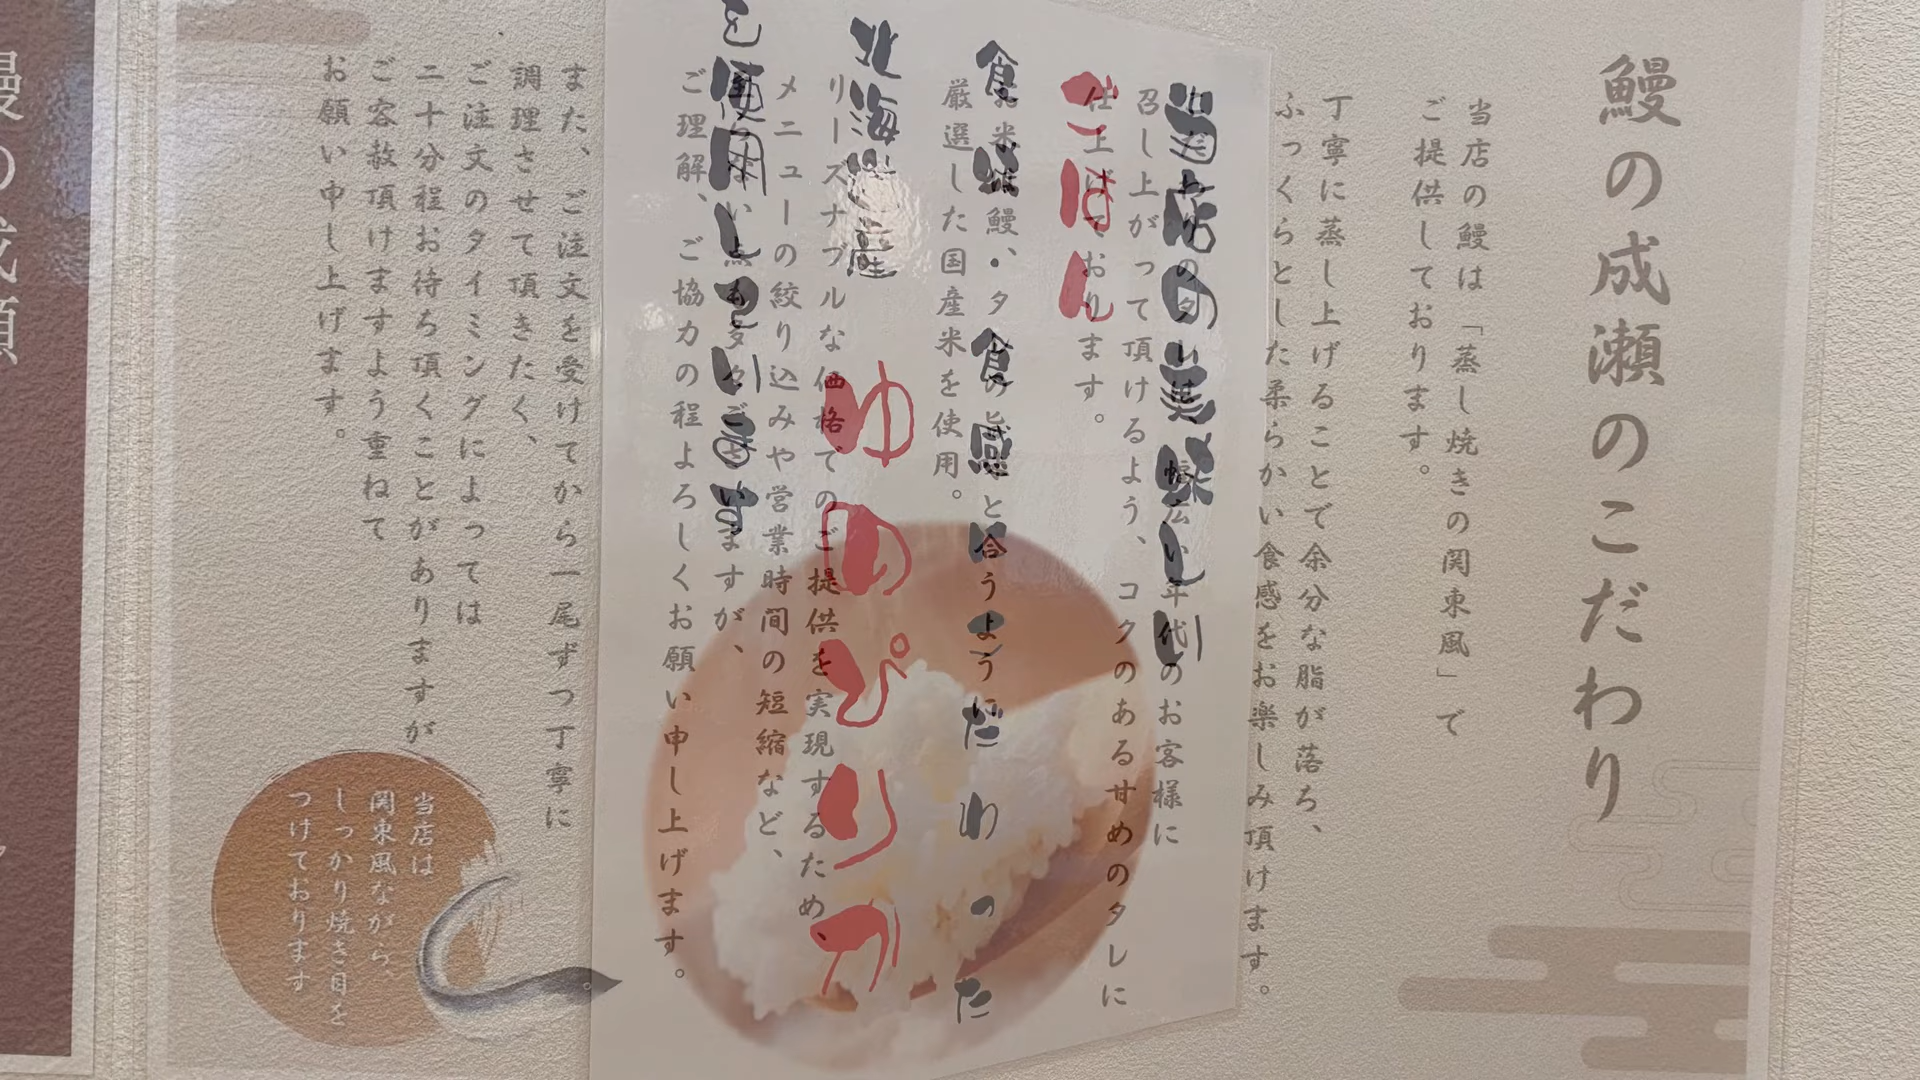 鰻の成瀬のこだわり
当店の鰻は「蒸し焼きの関東風」で
ご提供しております。
丁寧に蒸し上げることで余分な脂が落ち、
ふっくらとした柔らかい食感をお楽しみ頂けます。
のタレは、幅広い年代のお客様に
召し上がって頂けるよう、コクのある甘めのタレに
仕上げております。
お米は鰻・タレの旨味と合うように
厳選した国産米を使用。
リーズナブルな価格でのご提供を実現するため、
メニューの絞り込みや営業時間の短縮など、
点も多々ございますが、
ご理解、ご協力の程よろしくお願い申し上げます。
また、ご注文を受けてから一尾ずつ丁寧に
調理させて頂きたく、
ご注文のタイミングによっては
二十分程お待ち頂くことがありますが
ご容赦頂けますよう重ねて
お願い申し上げます。
当店は
関東風ながら、
しっかり焼き目を
つけております。
当店の美味しい
ごはん
食味・食感にこだわった
北海道産 ゆめぴりか
を使用しています